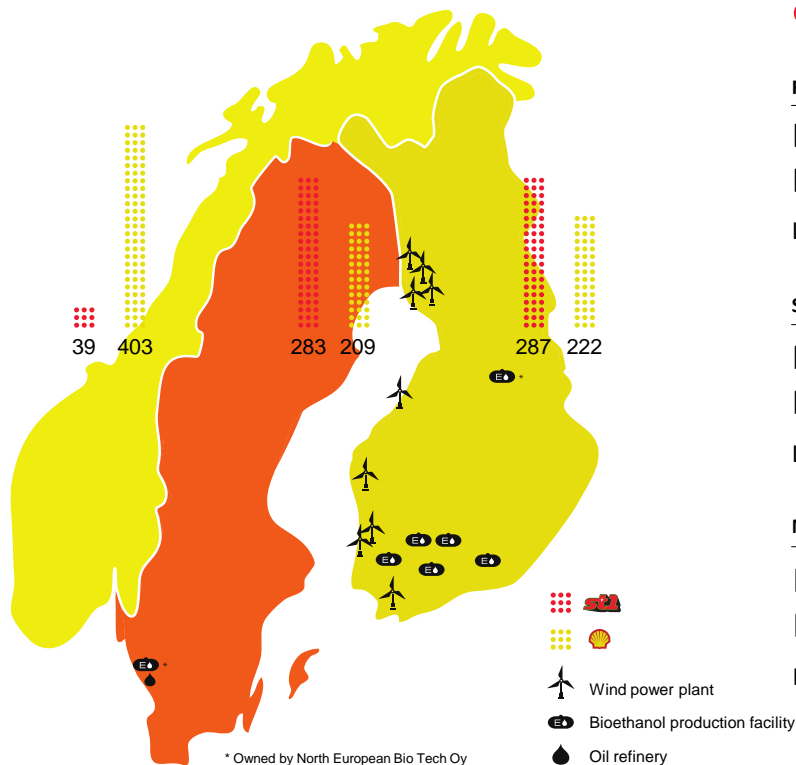 39 403
283 209
287 222
E *
E E
E E
E
E *
st1
Wind power plant
E Bioethanol production facility
Oil refinery
* Owned by North European Bio Tech Oy